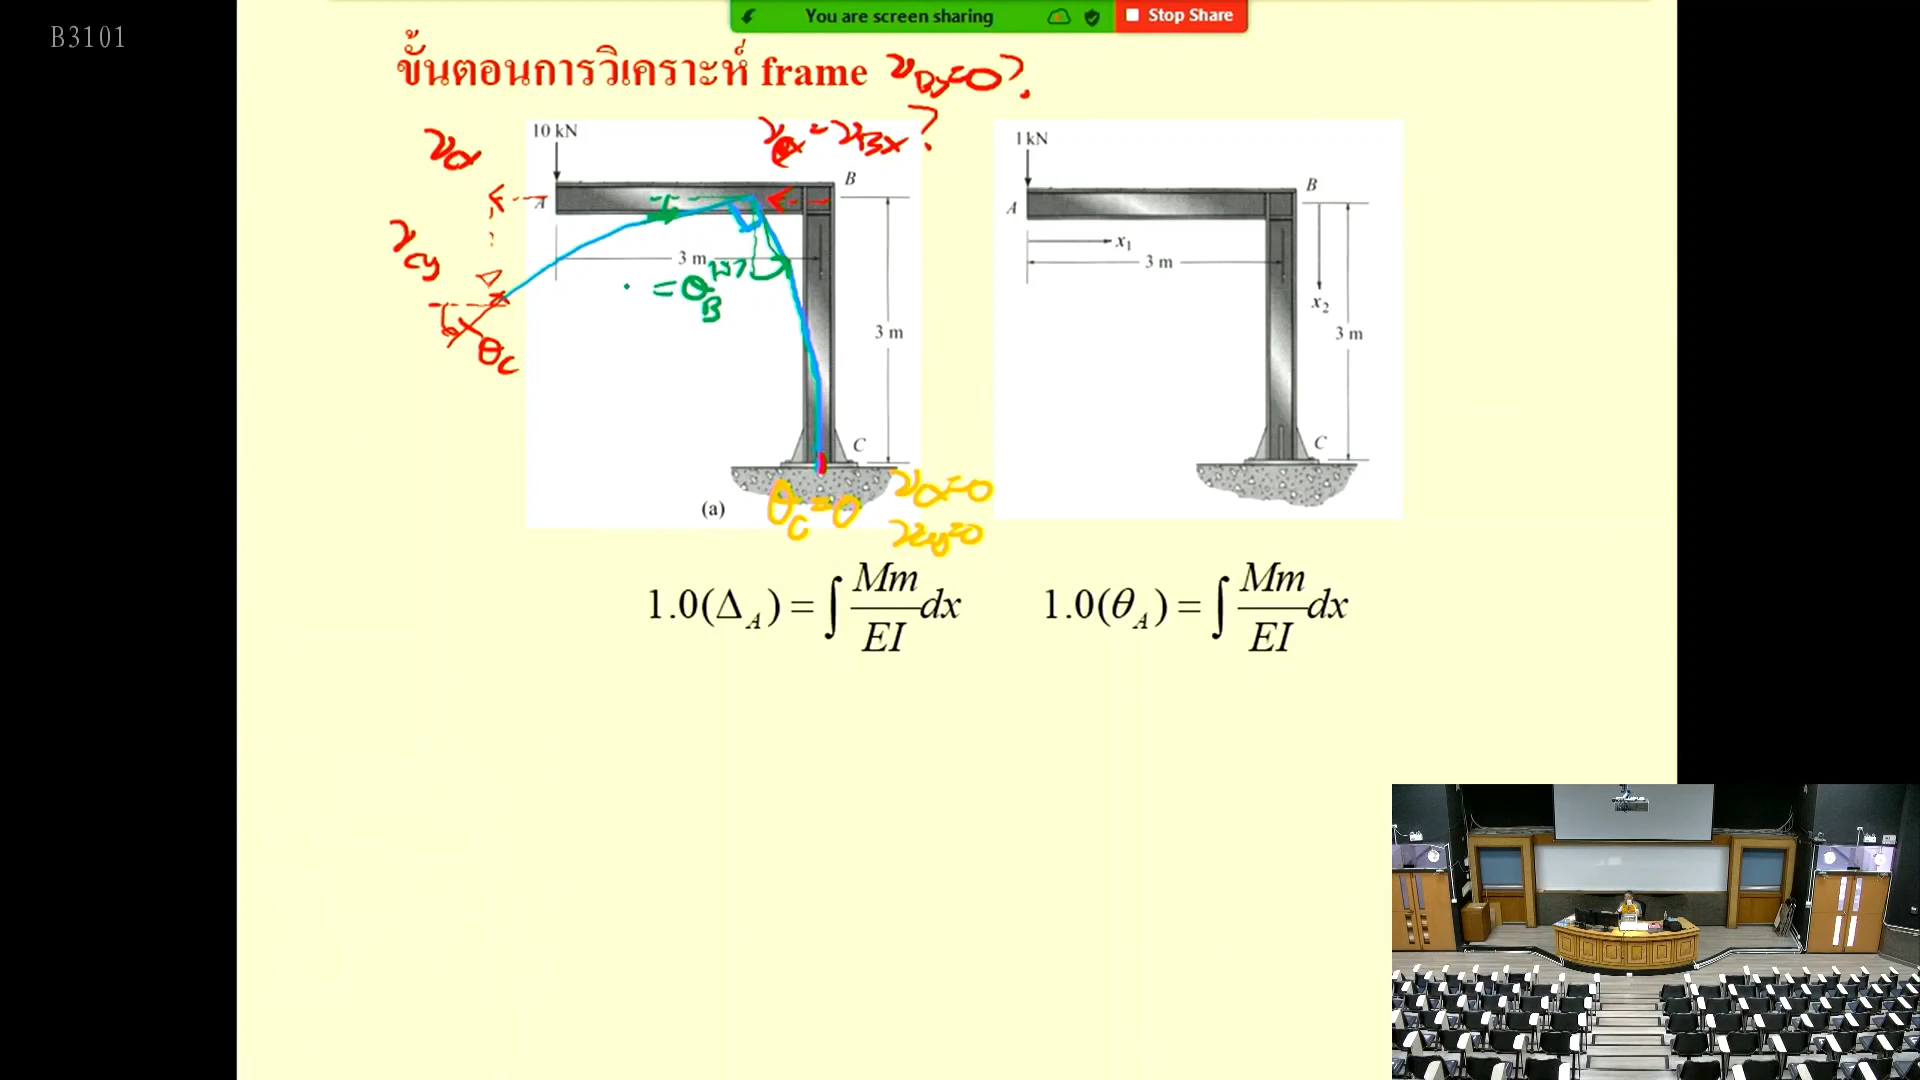 B3101
You are screen sharing
Stop Share
ขั้นตอนการวิเคราะห์ frame
10 kN
A
B
3 m
3 m
C
(a)
= θB
θC
θC = 0
1 kN
A
B
x1
3 m
x2
3 m
C
1.0(ΔA) = ∫ Mm/EI dx
1.0(θA) = ∫ Mm/EI dx